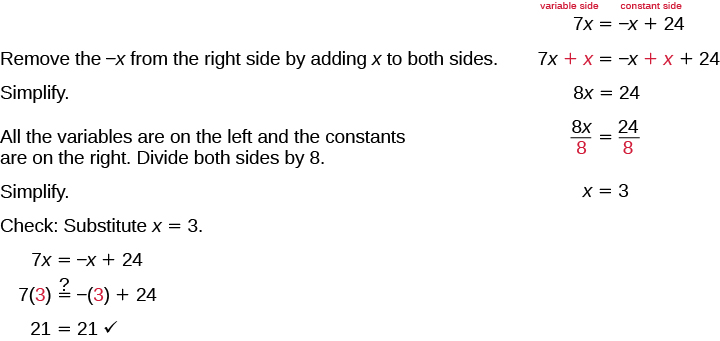 variable side constant side
7x = −x + 24
Remove the −x from the right side by adding x to both sides. 7x + x = −x + x + 24
Simplify. 8x = 24
All the variables are on the left and the constants
are on the right. Divide both sides by 8. 8x/8 = 24/8
Simplify. x = 3
Check: Substitute x = 3.
7x = −x + 24
7(3) ≟ −(3) + 24
21 = 21 ✓